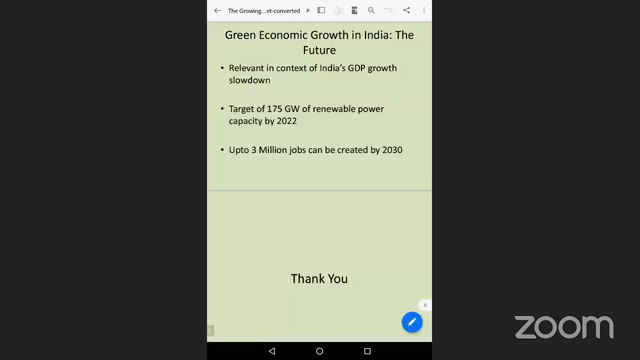 The Growing...et-converted P
Green Economic Growth in India: The
Future
• Relevant in context of India's GDP growth
slowdown
• Target of 175 GW of renewable power
capacity by 2022
• Upto 3 Million jobs can be created by 2030
Thank You
6
zoom